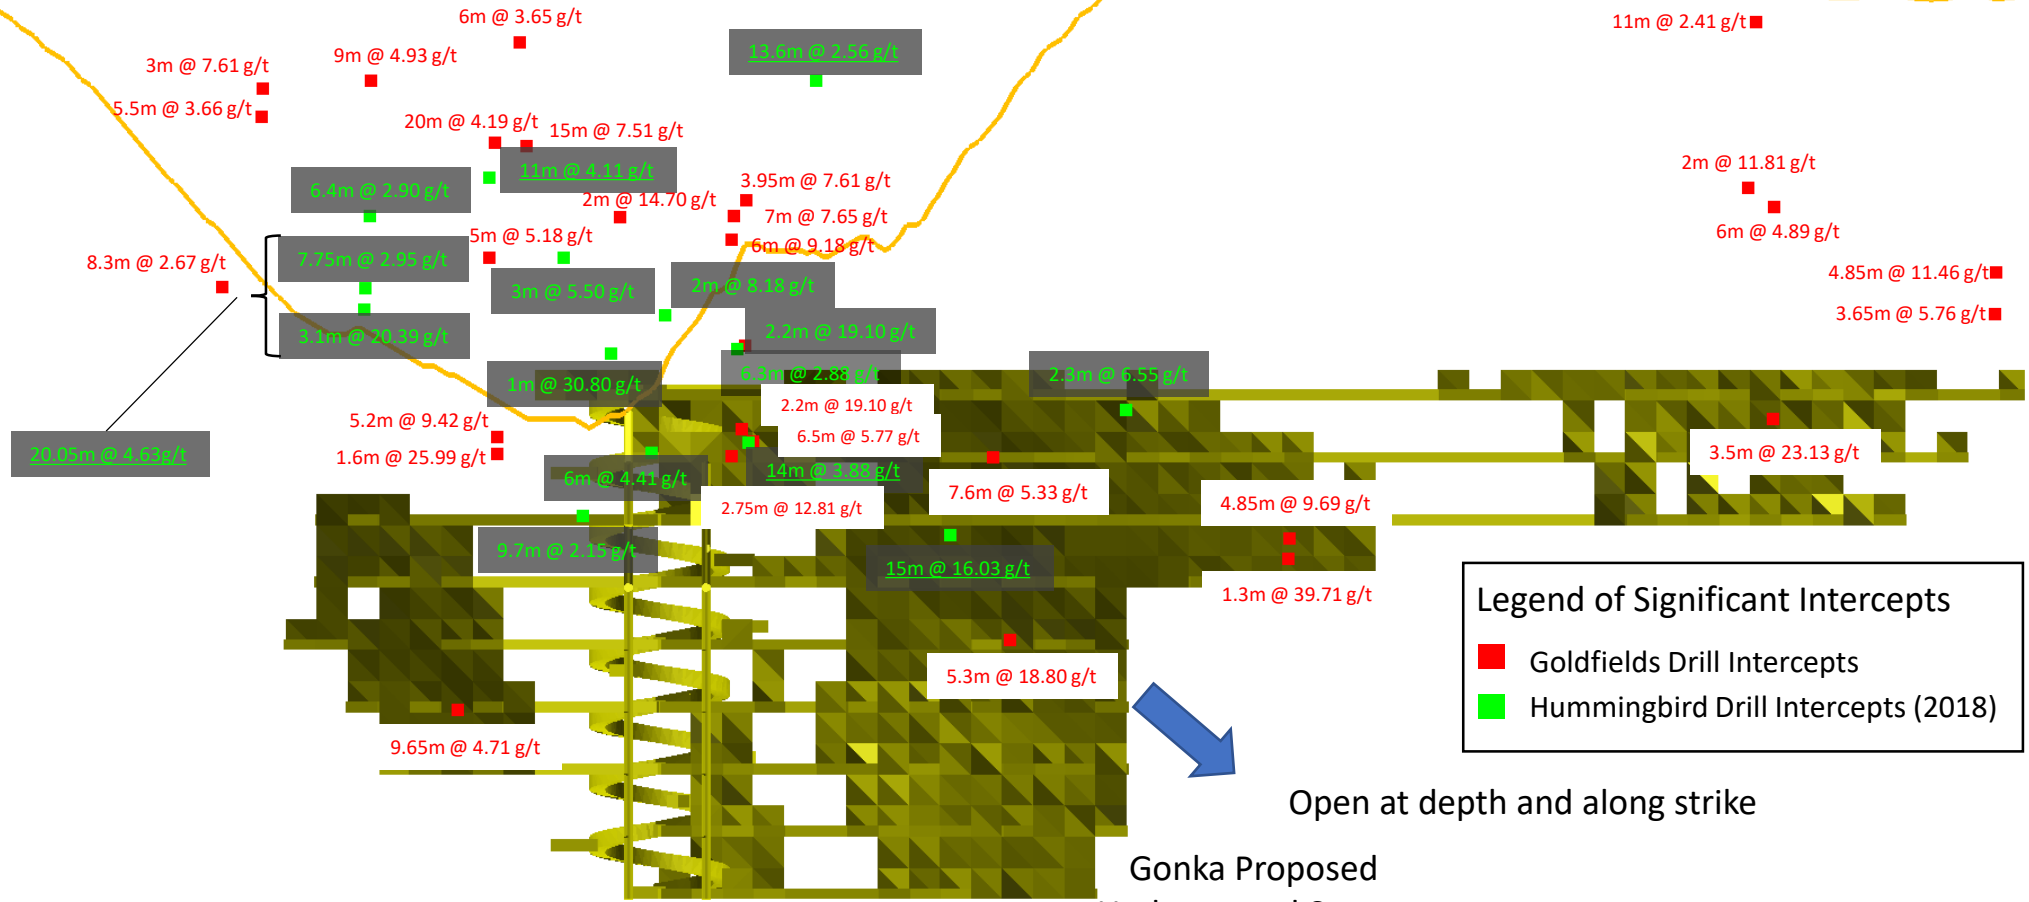 6m @ 3.65 g/t
11m @ 2.41 g/t
9m @ 4.93 g/t
13.6m @ 2.56 g/t
3m @ 7.61 g/t
5.5m @ 3.66 g/t
20m @ 4.19 g/t
15m @ 7.51 g/t
11m @ 4.11 g/t
2m @ 11.81 g/t
6.4m @ 2.90 g/t
3.95m @ 7.61 g/t
2m @ 14.70 g/t
7m @ 7.65 g/t
5m @ 5.18 g/t
6m @ 9.18 g/t
6m @ 4.89 g/t
8.3m @ 2.67 g/t
7.75m @ 2.95 g/t
4.85m @ 11.46 g/t
3m @ 5.50 g/t
2m @ 8.18 g/t
3.65m @ 5.76 g/t
3.1m @ 20.39 g/t
2.2m @ 19.10 g/t
1m @ 30.80 g/t
6.3m @ 2.88 g/t
2.3m @ 6.55 g/t
2.2m @ 19.10 g/t
5.2m @ 9.42 g/t
6.5m @ 5.77 g/t
20.05m @ 4.63g/t
1.6m @ 25.99 g/t
3.5m @ 23.13 g/t
6m @ 4.41 g/t
14m @ 3.88 g/t
7.6m @ 5.33 g/t
2.75m @ 12.81 g/t
4.85m @ 9.69 g/t
9.7m @ 2.15 g/t
15m @ 16.03 g/t
1.3m @ 39.71 g/t
5.3m @ 18.80 g/t
9.65m @ 4.71 g/t
Legend of Significant Intercepts
Goldfields Drill Intercepts
Hummingbird Drill Intercepts (2018)
Open at depth and along strike
Gonka Proposed